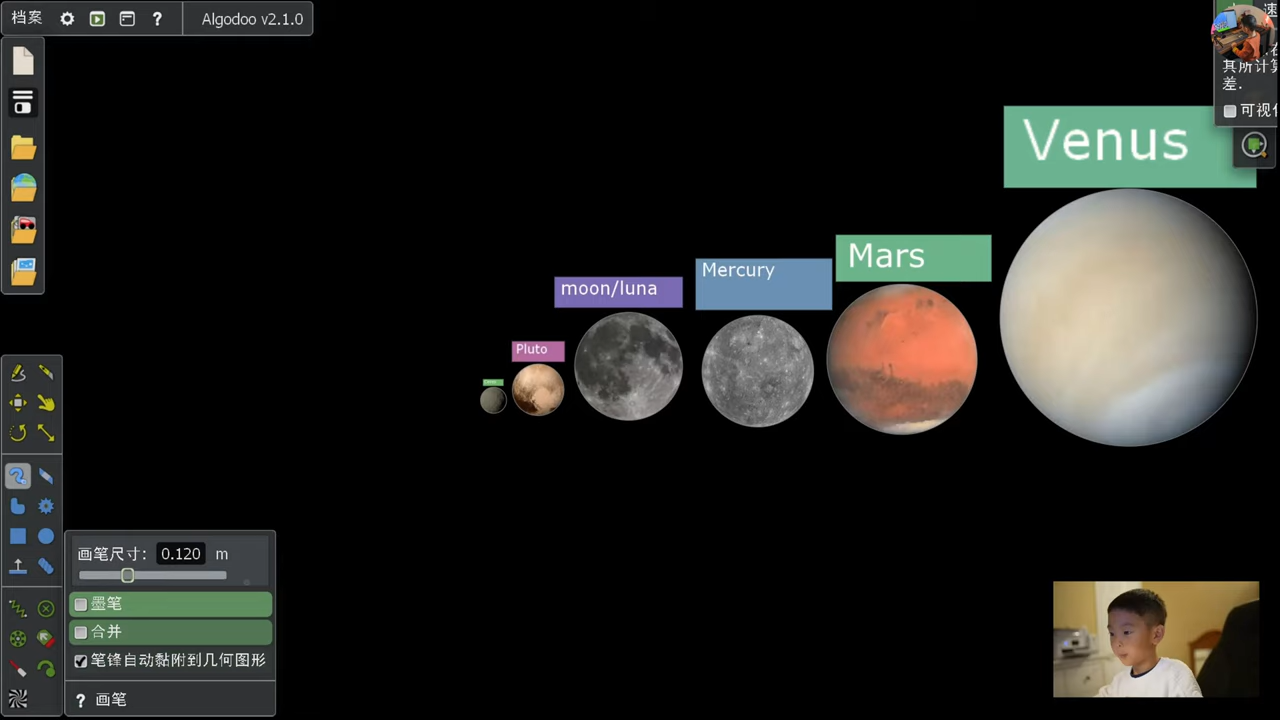 档案
?
Algodoo v2.1.0
速
其所计算
差.
可视化
Venus
Mars
Mercury
moon/luna
Pluto
画笔尺寸: 0.120 m
墨笔
合并
笔锋自动黏附到几何图形
? 画笔